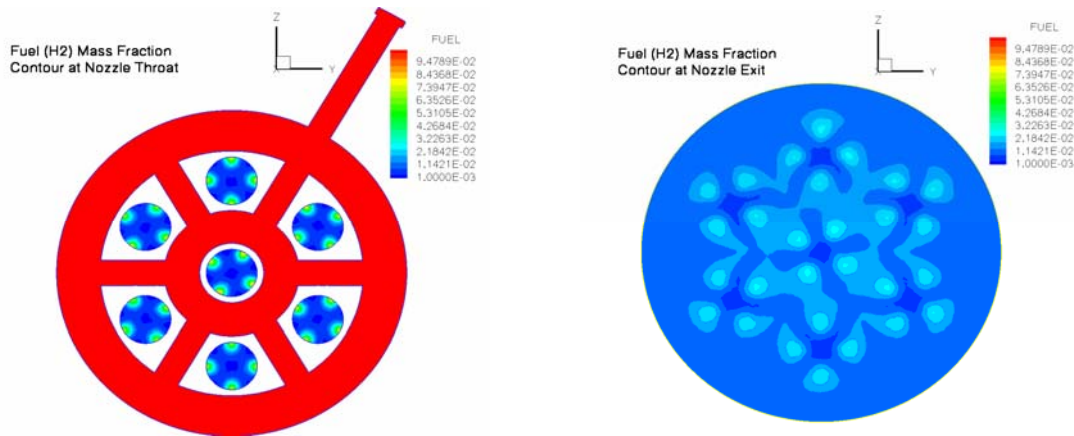 Fuel (H2) Mass Fraction
Contour at Nozzle Throat
Z
X
Y
FUEL
9.4789E-02
8.4368E-02
7.3947E-02
6.3526E-02
5.3105E-02
4.2684E-02
3.2263E-02
2.1842E-02
1.1421E-02
1.0000E-03
Fuel (H2) Mass Fraction
Contour at Nozzle Exit
Z
X
Y
FUEL
9.4789E-02
8.4368E-02
7.3947E-02
6.3526E-02
5.3105E-02
4.2684E-02
3.2263E-02
2.1842E-02
1.1421E-02
1.0000E-03